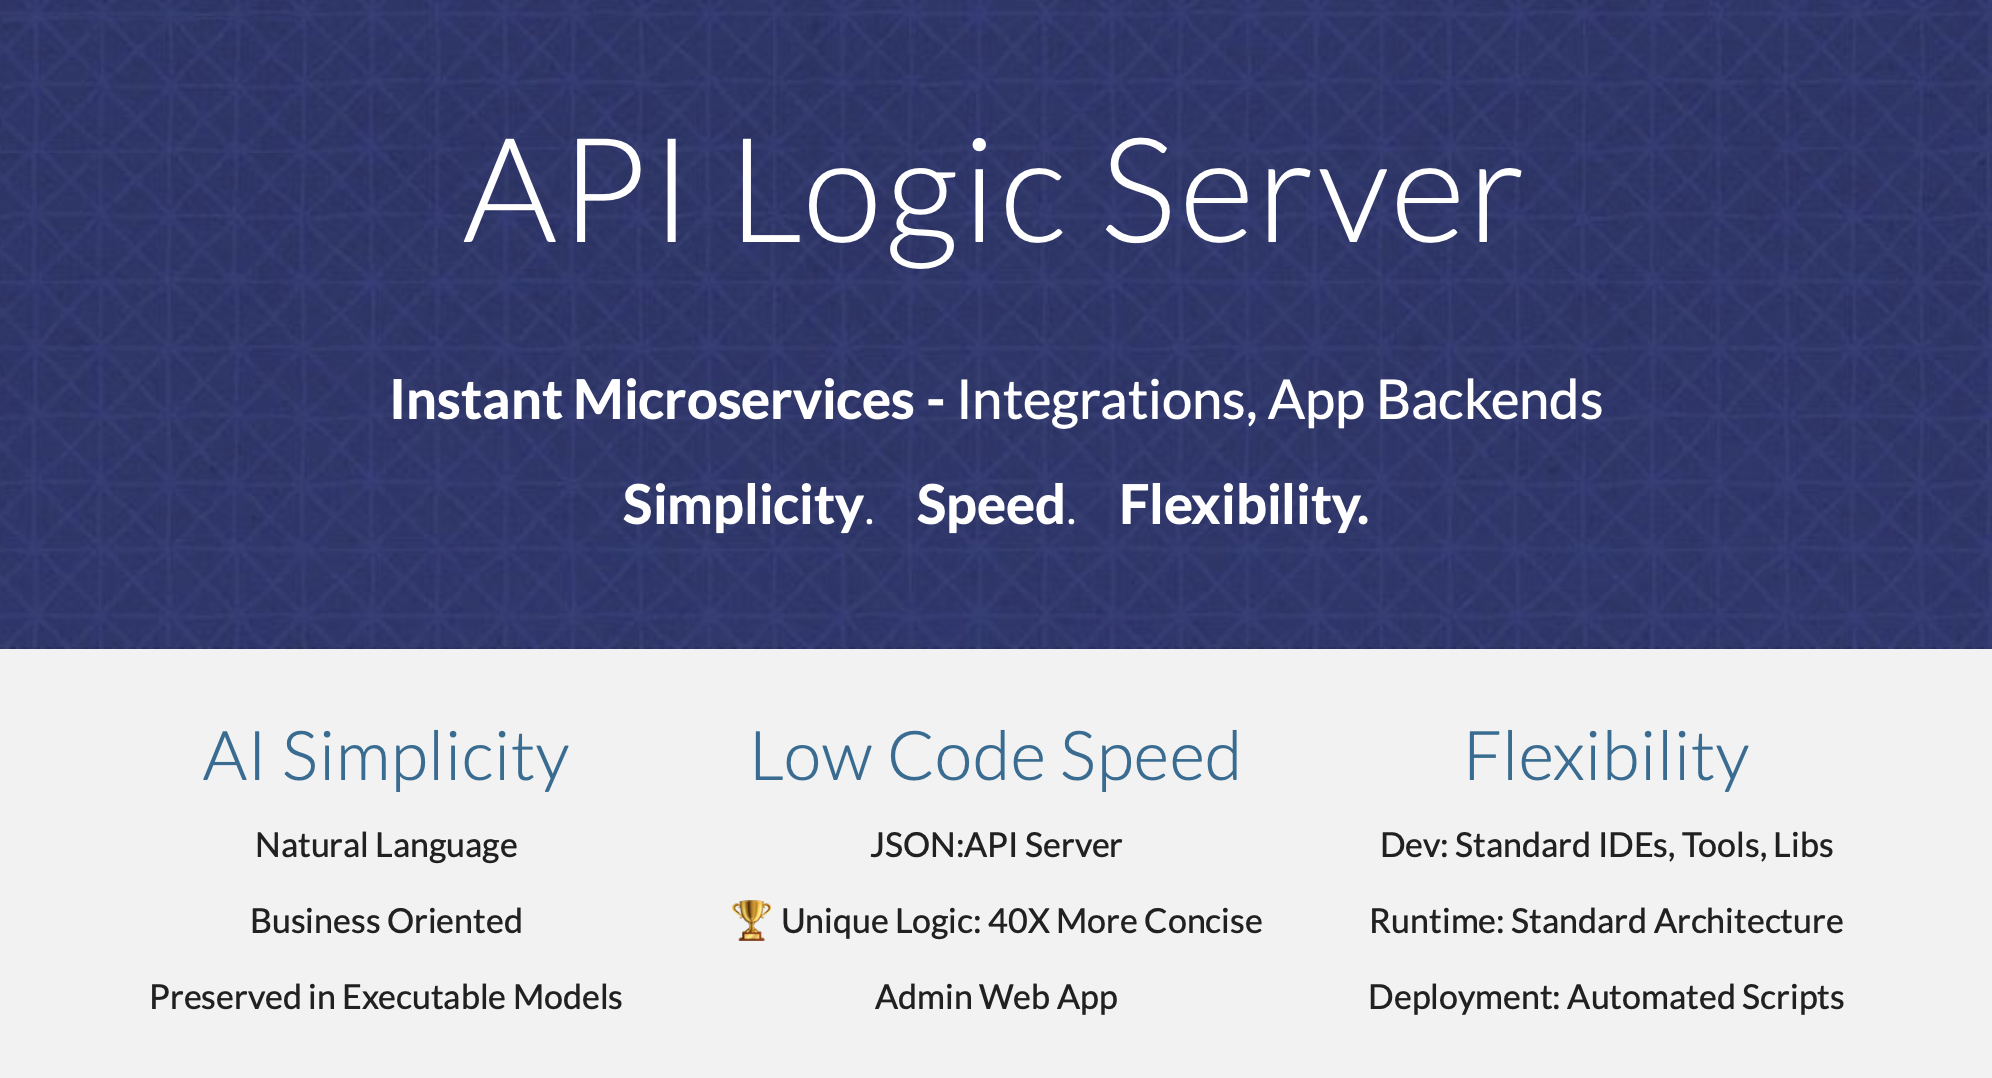 API Logic Server
Instant Microservices - Integrations, App Backends
Simplicity. Speed. Flexibility.
AI Simplicity
Natural Language
Business Oriented
Preserved in Executable Models
Low Code Speed
JSON:API Server
🏆 Unique Logic: 40X More Concise
Admin Web App
Flexibility
Dev: Standard IDEs, Tools, Libs
Runtime: Standard Architecture
Deployment: Automated Scripts